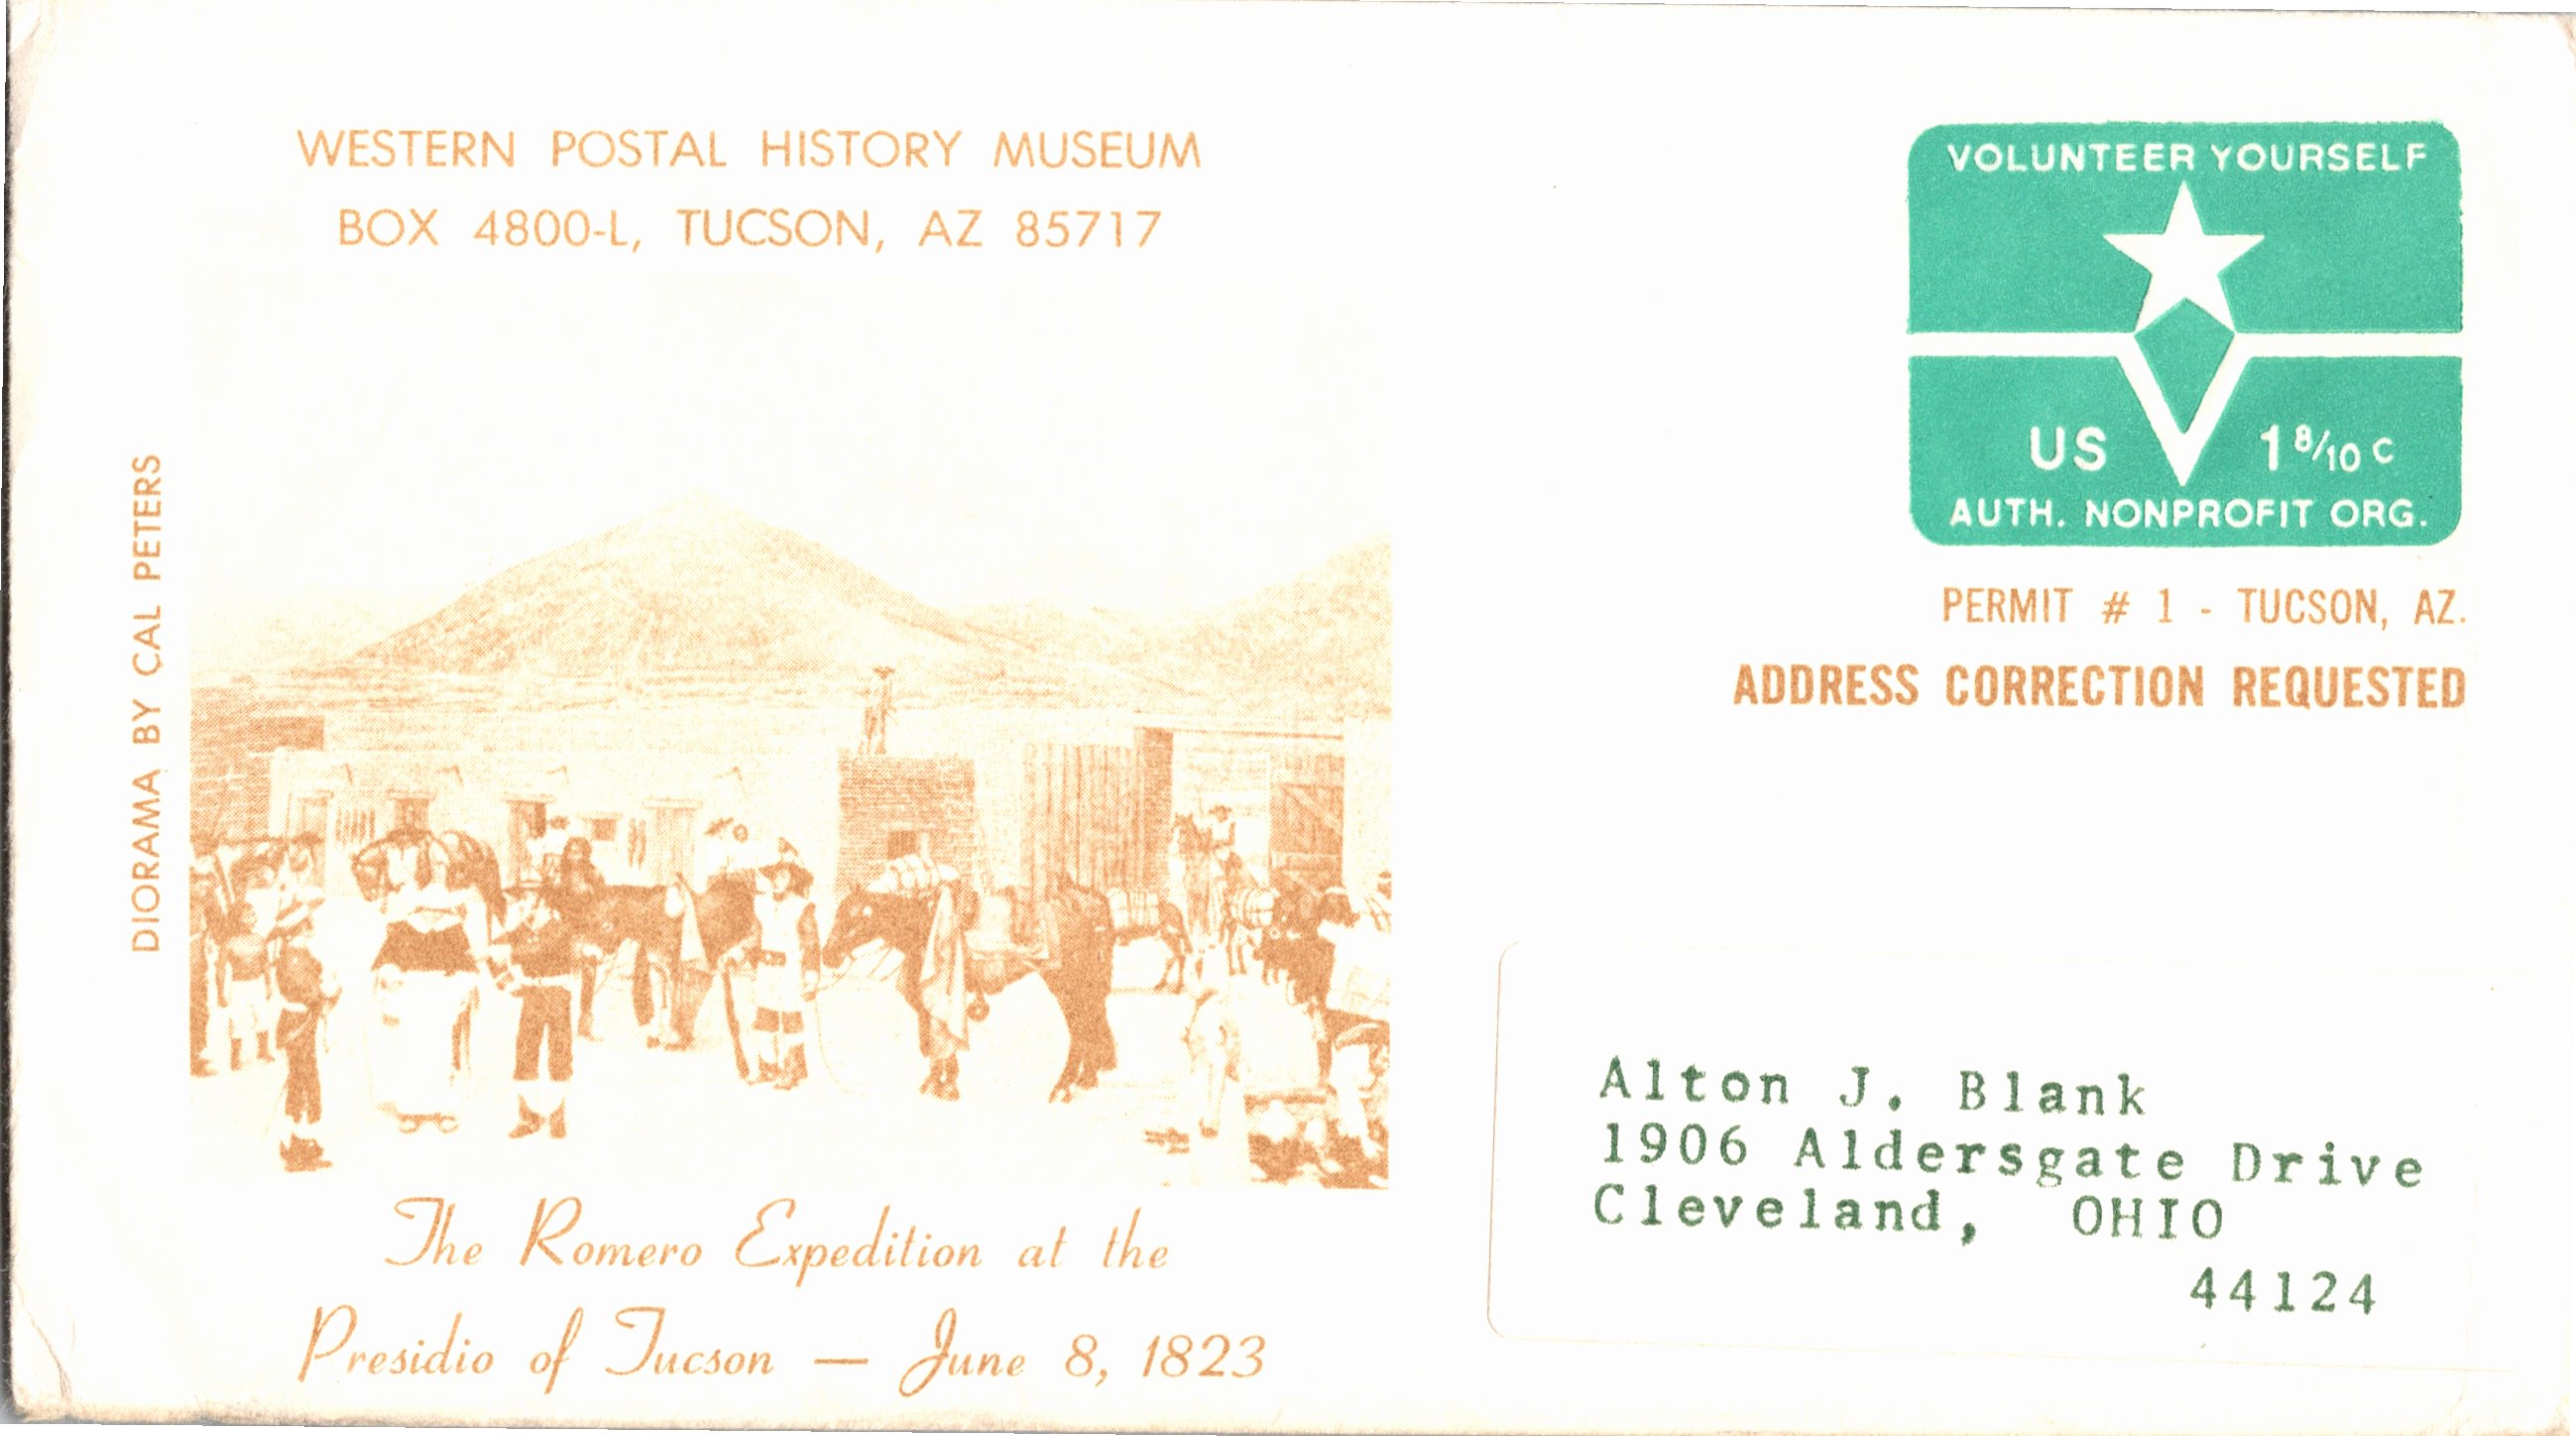 WESTERN POSTAL HISTORY MUSEUM
BOX 4800-L, TUCSON, AZ 85717
DIORAMA BY CAL PETERS
The Romero Expedition at the
Presidio of Tucson — June 8, 1823
VOLUNTEER YOURSELF
US 1 8/10 C
AUTH. NONPROFIT ORG.
PERMIT # 1 - TUCSON, AZ.
ADDRESS CORRECTION REQUESTED
Alton J. Blank
1906 Aldersgate Drive
Cleveland, OHIO
44124